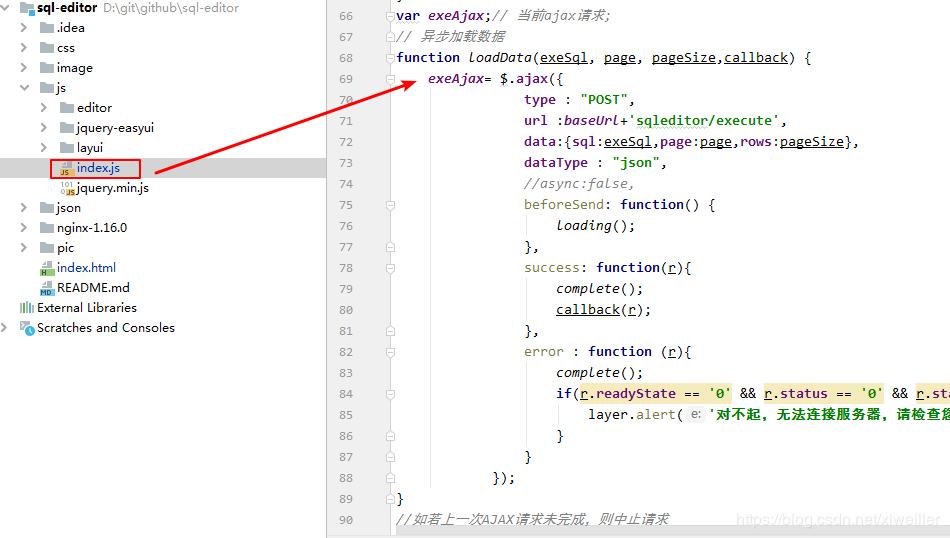 sql-editor D:\git\github\sql-editor
.idea
css
image
js
editor
jquery-easyui
layui
index.js
jquery.min.js
json
nginx-1.16.0
pic
index.html
README.md
External Libraries
Scratches and Consoles
66 var exeAjax;// 当前ajax请求;
67 // 异步加载数据
68 function loadData(exeSql, page, pageSize,callback) {
69 exeAjax= $.ajax({
70 type : "POST",
71 url :baseUrl+'sqleditor/execute',
72 data:{sql:exeSql,page:page,rows:pageSize},
73 dataType : "json",
74 //async:false,
75 beforeSend: function() {
76 loading();
77 },
78 success: function(r){
79 complete();
80 callback(r);
81 },
82 error : function (r){
83 complete();
84 if(r.readyState == '0' && r.status == '0' && r.sta
85 layer.alert( e: '对不起，无法连接服务器，请检查您
86 }
87 }
88 });
89 }
90 //如若上一次AJAX请求未完成，则中止请求